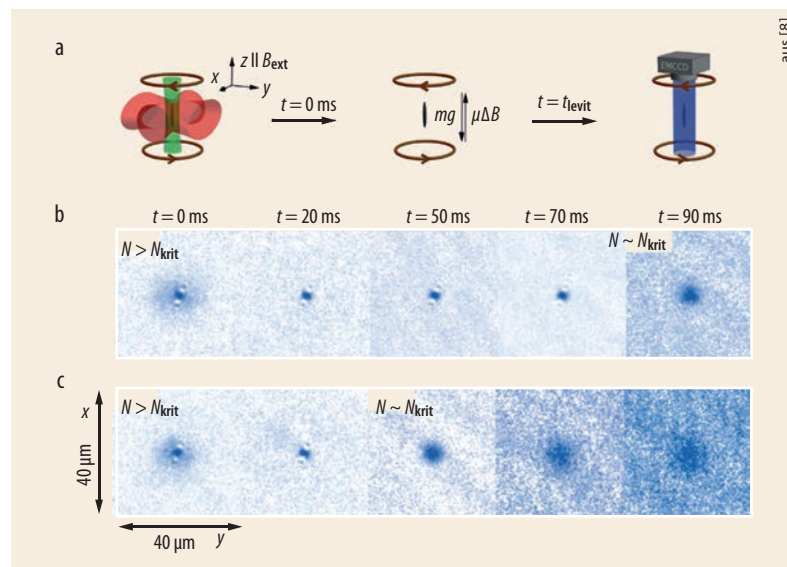 a
z || Bext
x
y
t = 0 ms
mg
μΔB
t = tlevit
EMCCD
b
t = 0 ms
t = 20 ms
t = 50 ms
t = 70 ms
t = 90 ms
N > Nkrit
N ~ Nkrit
c
N > Nkrit
N ~ Nkrit
x
40 μm
40 μm
y